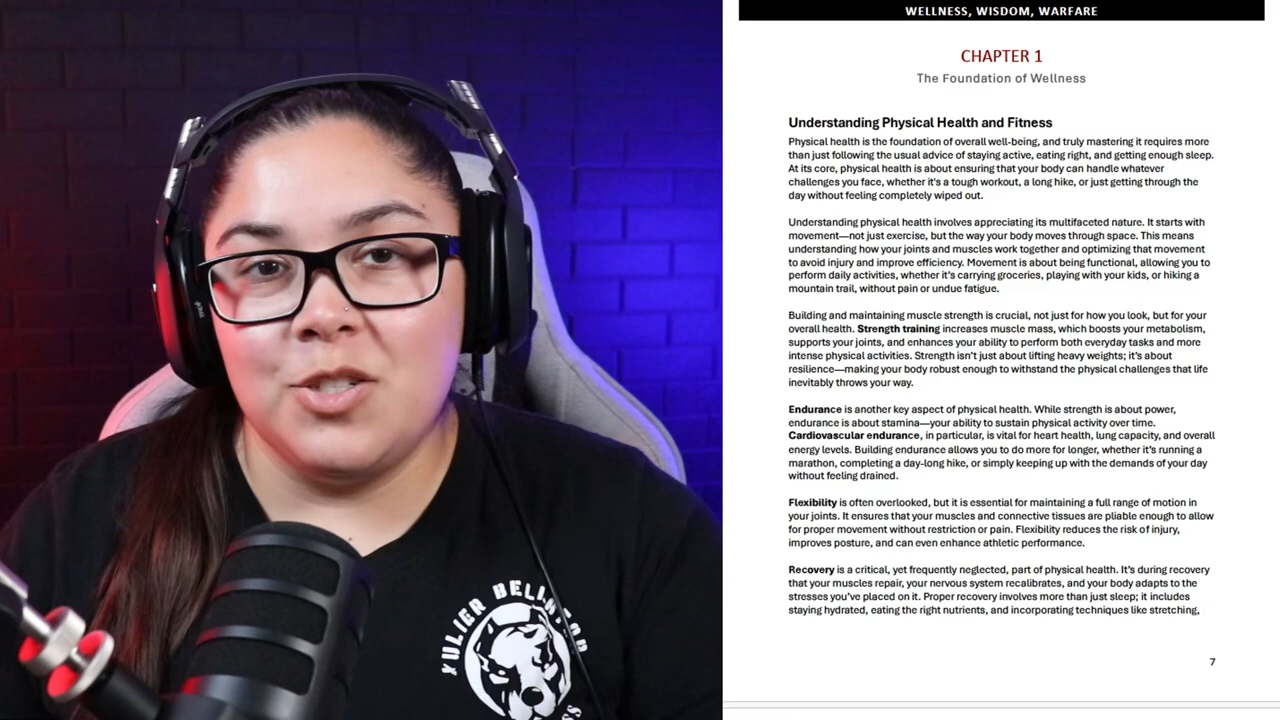 WELLNESS, WISDOM, WARFARE
CHAPTER 1
The Foundation of Wellness
Understanding Physical Health and Fitness
Physical health is the foundation of overall well-being, and truly mastering it requires more
than just following the usual advice of staying active, eating right, and getting enough sleep.
At its core, physical health is about ensuring that your body can handle whatever
challenges you face, whether it's a tough workout, a long hike, or just getting through the
day without feeling completely wiped out.
Understanding physical health involves appreciating its multifaceted nature. It starts with
movement—not just exercise, but the way your body moves through space. This means
understanding how your joints and muscles work together and optimizing that movement
to avoid injury and improve efficiency. Movement is about being functional, allowing you to
perform daily activities, whether it's carrying groceries, playing with your kids, or hiking a
mountain trail, without pain or undue fatigue.
Building and maintaining muscle strength is crucial, not just for how you look, but for your
overall health. Strength training increases muscle mass, which boosts your metabolism,
supports your joints, and enhances your ability to perform both everyday tasks and more
intense physical activities. Strength isn't just about lifting heavy weights; it's about
resilience—making your body robust enough to withstand the physical challenges that life
inevitably throws your way.
Endurance is another key aspect of physical health. While strength is about power,
endurance is about stamina—your ability to sustain physical activity over time.
Cardiovascular endurance, in particular, is vital for heart health, lung capacity, and overall
energy levels. Building endurance allows you to do more for longer, whether it's running a
marathon, completing a day-long hike, or simply keeping up with the demands of your day
without feeling drained.
Flexibility is often overlooked, but it is essential for maintaining a full range of motion in
your joints. It ensures that your muscles and connective tissues are pliable enough to allow
for proper movement without restriction or pain. Flexibility reduces the risk of injury,
improves posture, and can even enhance athletic performance.
Recovery is a critical, yet frequently neglected, part of physical health. It's during recovery
that your muscles repair, your nervous system recalibrates, and your body adapts to the
stresses you've placed on it. Proper recovery involves more than just sleep; it includes
staying hydrated, eating the right nutrients, and incorporating techniques like stretching,
7